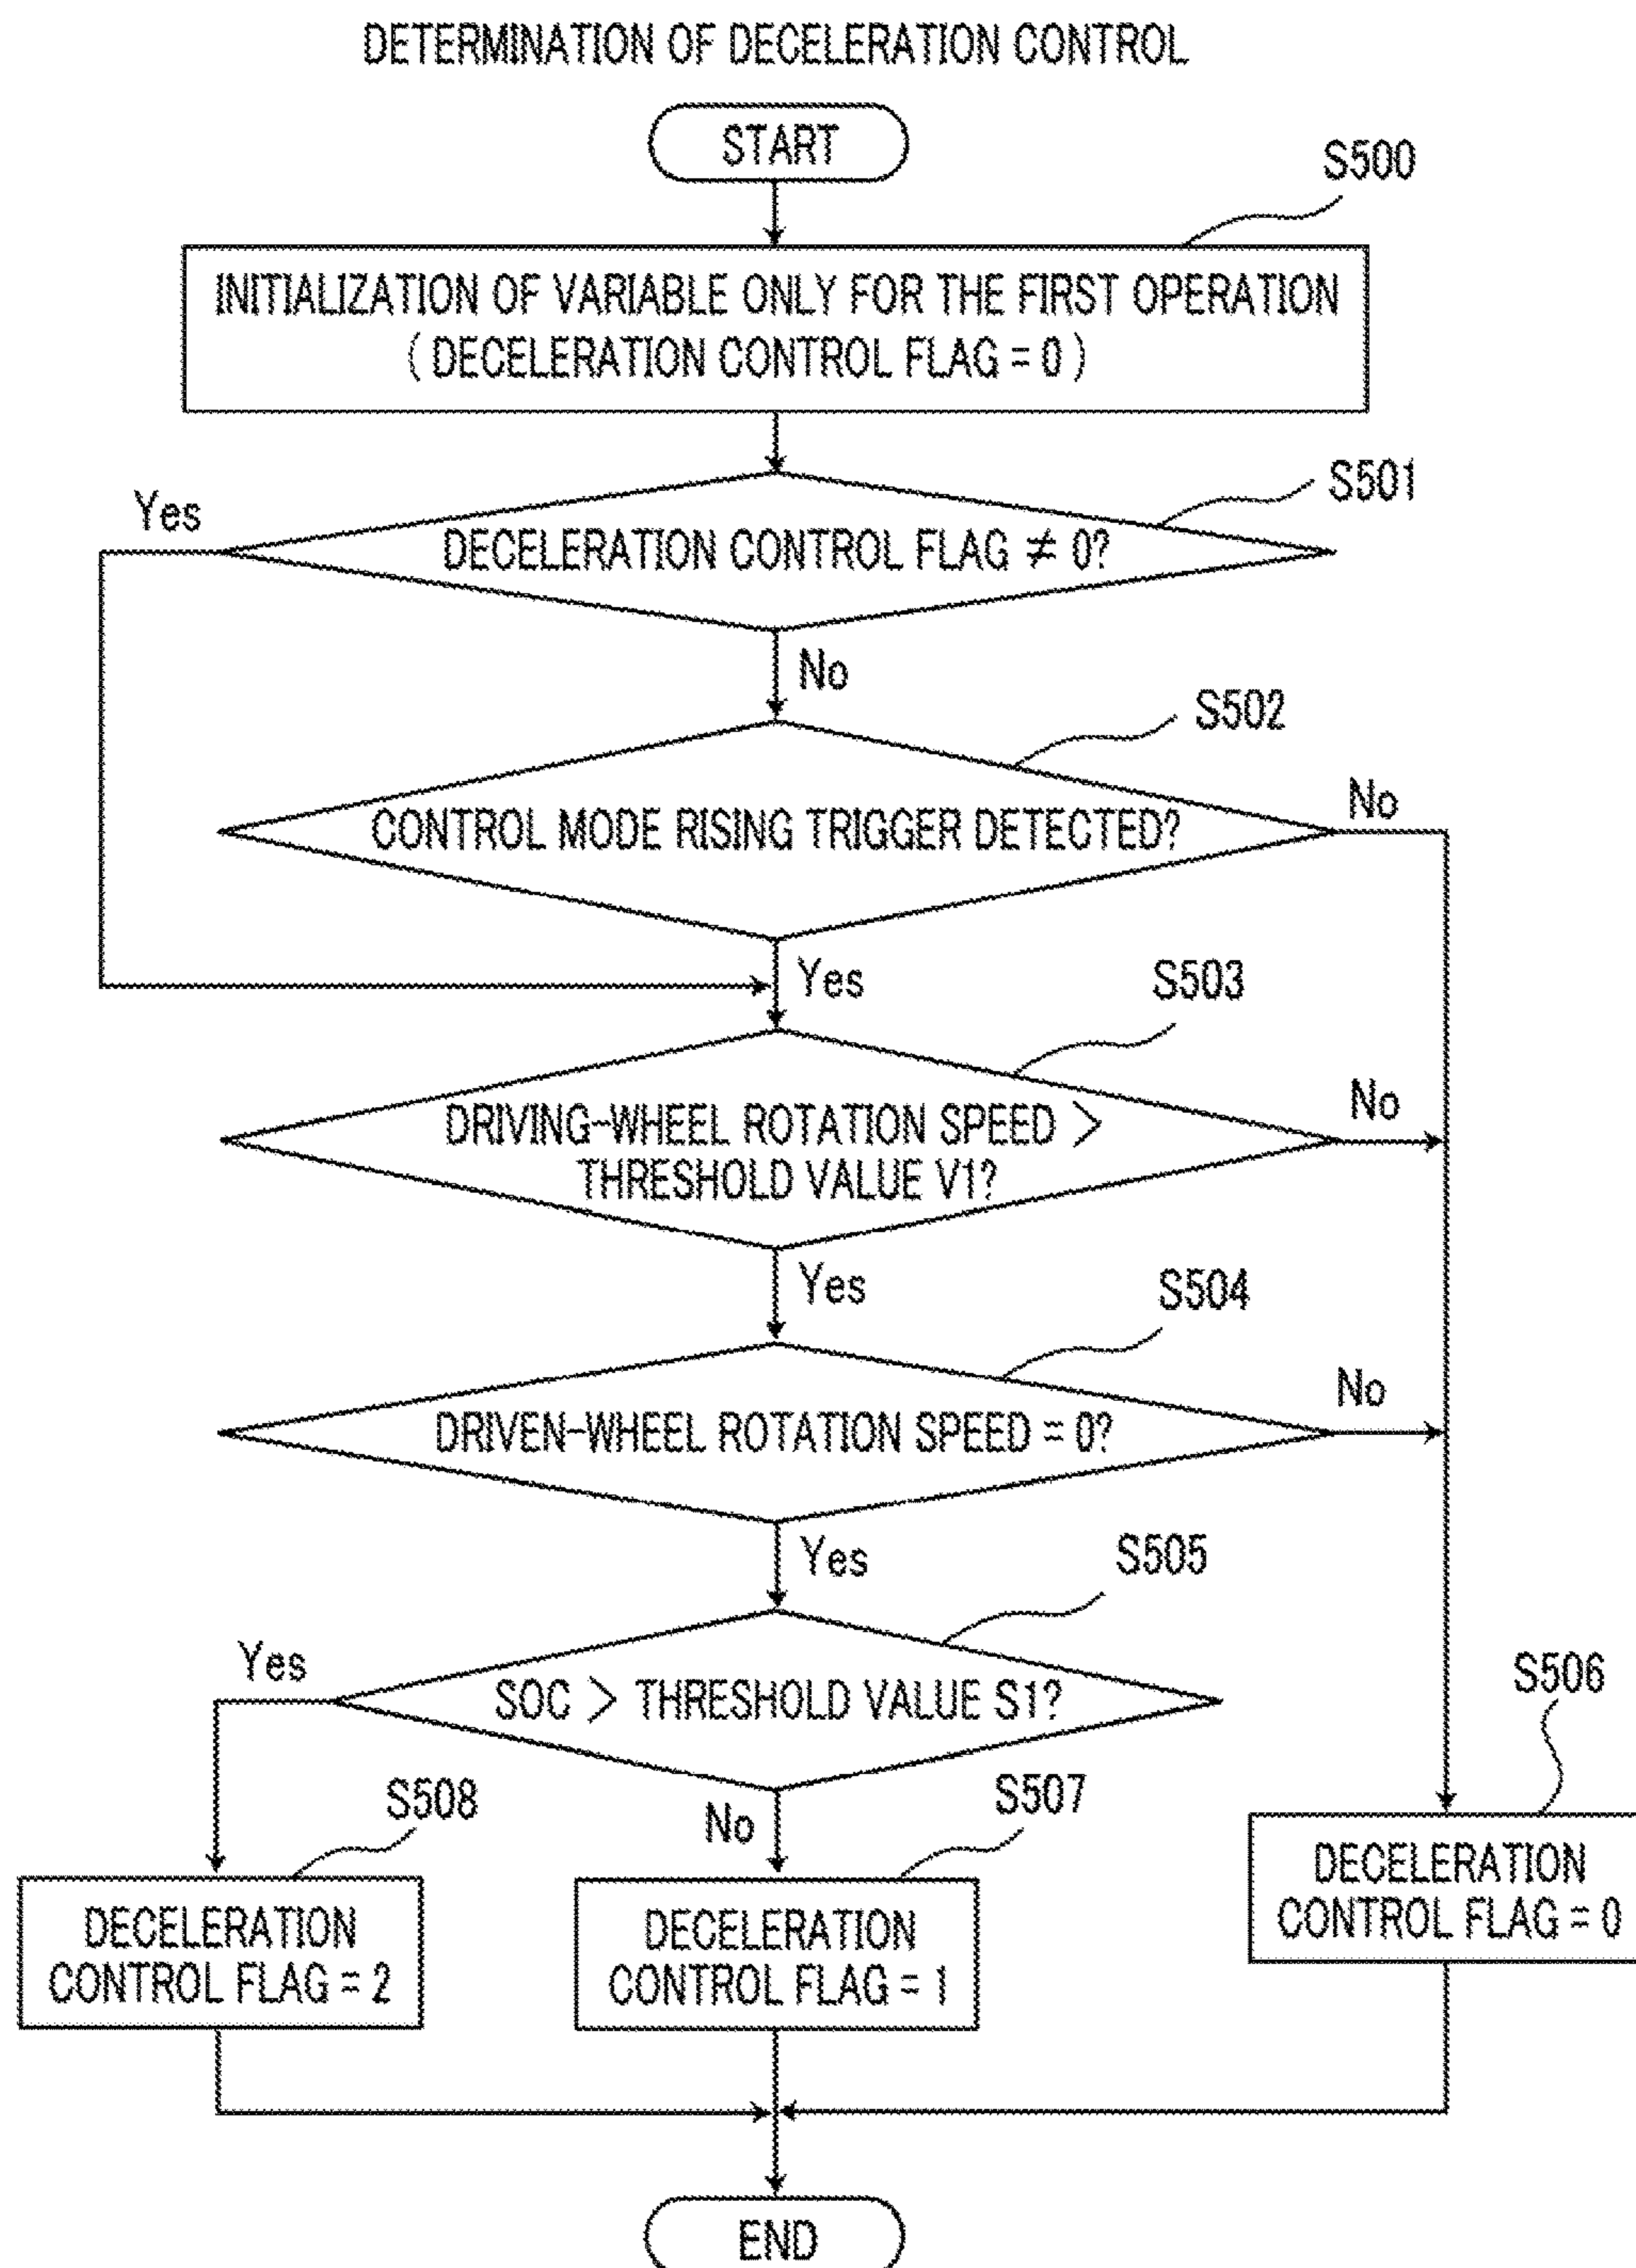 DETERMINATION OF DECELERATION CONTROL
START
S500
INITIALIZATION OF VARIABLE ONLY FOR THE FIRST OPERATION
( DECELERATION CONTROL FLAG = 0 )
S501
Yes
DECELERATION CONTROL FLAG ≠ 0?
No
S502
CONTROL MODE RISING TRIGGER DETECTED?
No
Yes
S503
DRIVING-WHEEL ROTATION SPEED >
THRESHOLD VALUE V1?
No
Yes
S504
DRIVEN-WHEEL ROTATION SPEED = 0?
No
Yes
S505
Yes
SOC > THRESHOLD VALUE S1?
S506
S508
No
S507
DECELERATION
CONTROL FLAG = 2
DECELERATION
CONTROL FLAG = 1
DECELERATION
CONTROL FLAG = 0
END